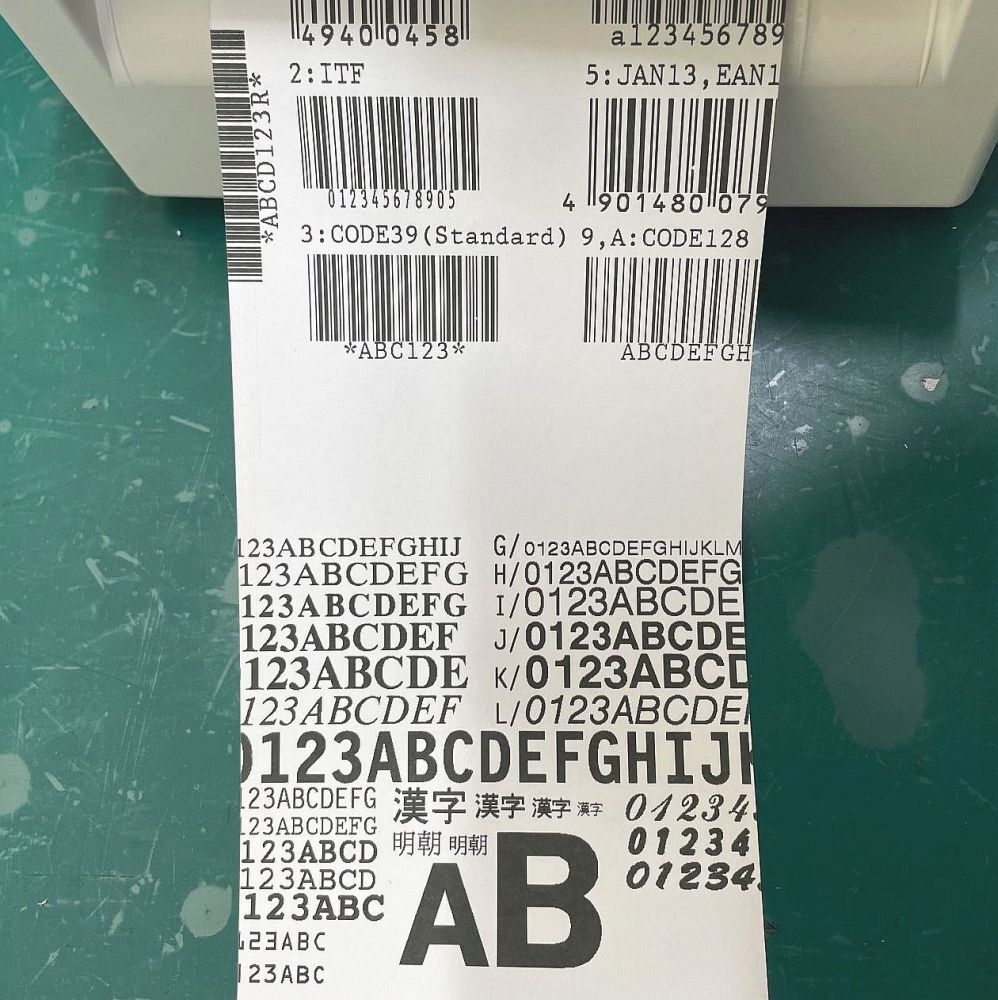 4940 0458
a123456789
2:ITF
5:JAN13,EAN1
*ABCD123R*
012345678905
4 901480 079
3:CODE39(Standard)
9,A:CODE128
*ABC123*
ABCDEFGH
123ABCDEFGHIJ
G/0123ABCDEFGHIJKLM
123ABCDEFG
H/0123ABCDEFG
123ABCDEFG
I/0123ABCDE
123ABCDEF
J/0123ABCDE
123ABCDE
K/0123ABCD
123ABCDEF
L/0123ABCDE
0123ABCDEFGHIJK
123ABCDEFG
漢字 漢字 漢字 漢字
01234
123ABCDEFG
明朝 明朝
01234
123ABCD
01234
123ABCD
AB
123ABC
123ABC
123ABC